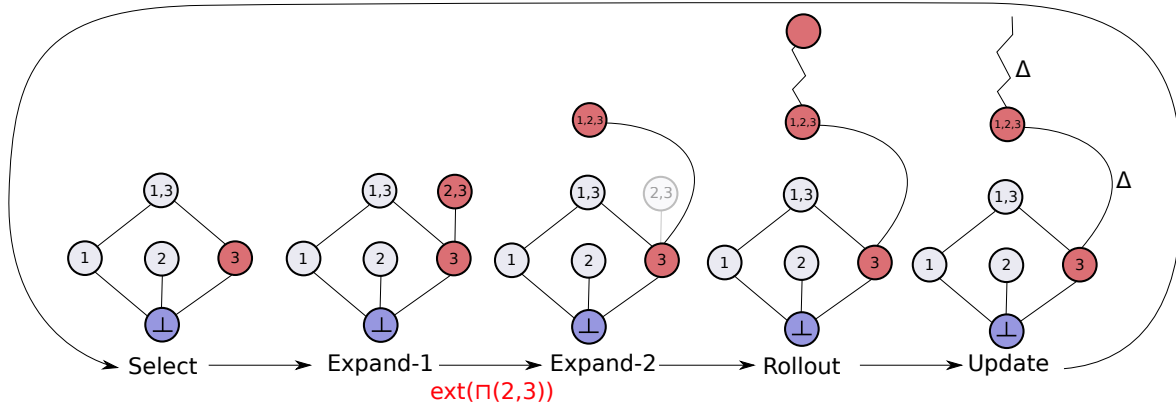 Δ
1,2,3 1,2,3 1,2,3
1,3 1,3 2,3 1,3 2,3 1,3 1,3 Δ
1 2 3 1 2 3 1 2 3 1 2 3 1 2 3
⊥ ⊥ ⊥ ⊥ ⊥
Select Expand-1 Expand-2 Rollout Update
ext(⊓(2,3))